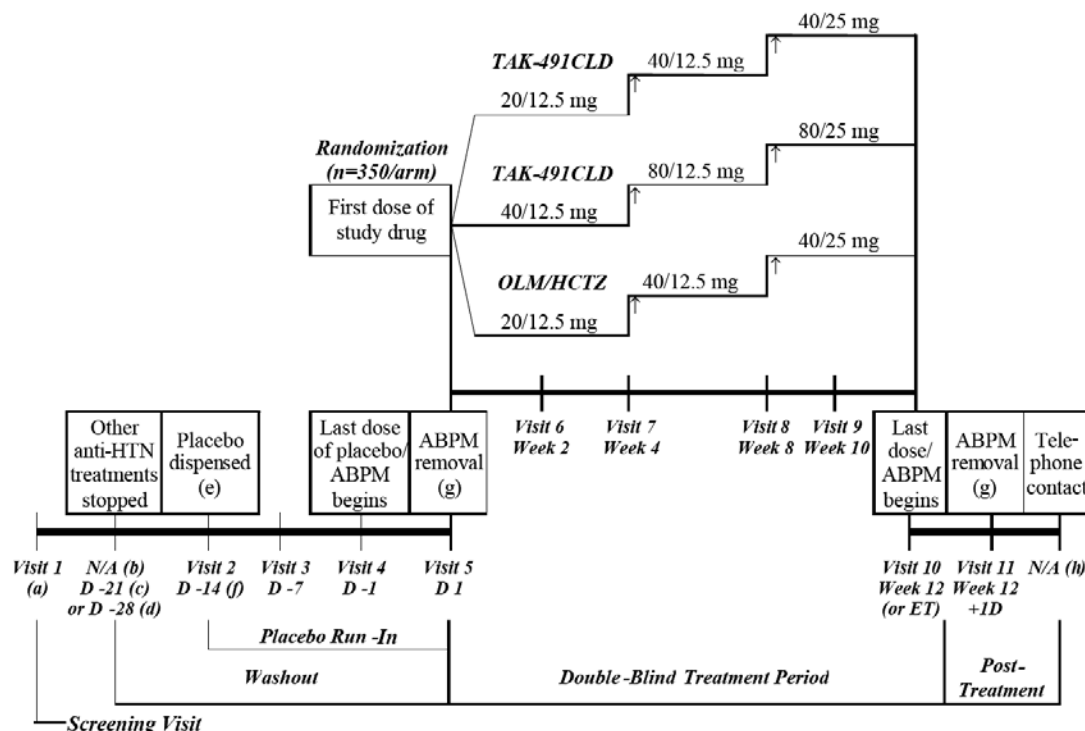 40/25 mg
TAK-491CLD
40/12.5 mg
↑
↑
20/12.5 mg
80/25 mg
Randomization
(n=350/arm)
TAK-491CLD
80/12.5 mg
↑
↑
First dose of
study drug
40/12.5 mg
40/25 mg
OLM/HCTZ
40/12.5 mg
↑
↑
20/12.5 mg
Visit 6
Week 2
Visit 7
Week 4
Visit 8
Week 8
Visit 9
Week 10
Other
anti-HTN
treatments
stopped
Placebo
dispensed
(e)
Last dose
of placebo/
ABPM
begins
ABPM
removal
(g)
Last
dose/
ABPM
begins
ABPM
removal
(g)
Tele-
phone
contact
Visit 1
(a)
N/A (b)
D -21 (c)
or D -28 (d)
Visit 2
D -14 (f)
Visit 3
D -7
Visit 4
D -1
Visit 5
D 1
Visit 10
Week 12
(or ET)
Visit 11
Week 12
+1D
N/A (h)
Placebo Run -In
Washout
Double-Blind Treatment Period
Post-
Treatment
Screening Visit